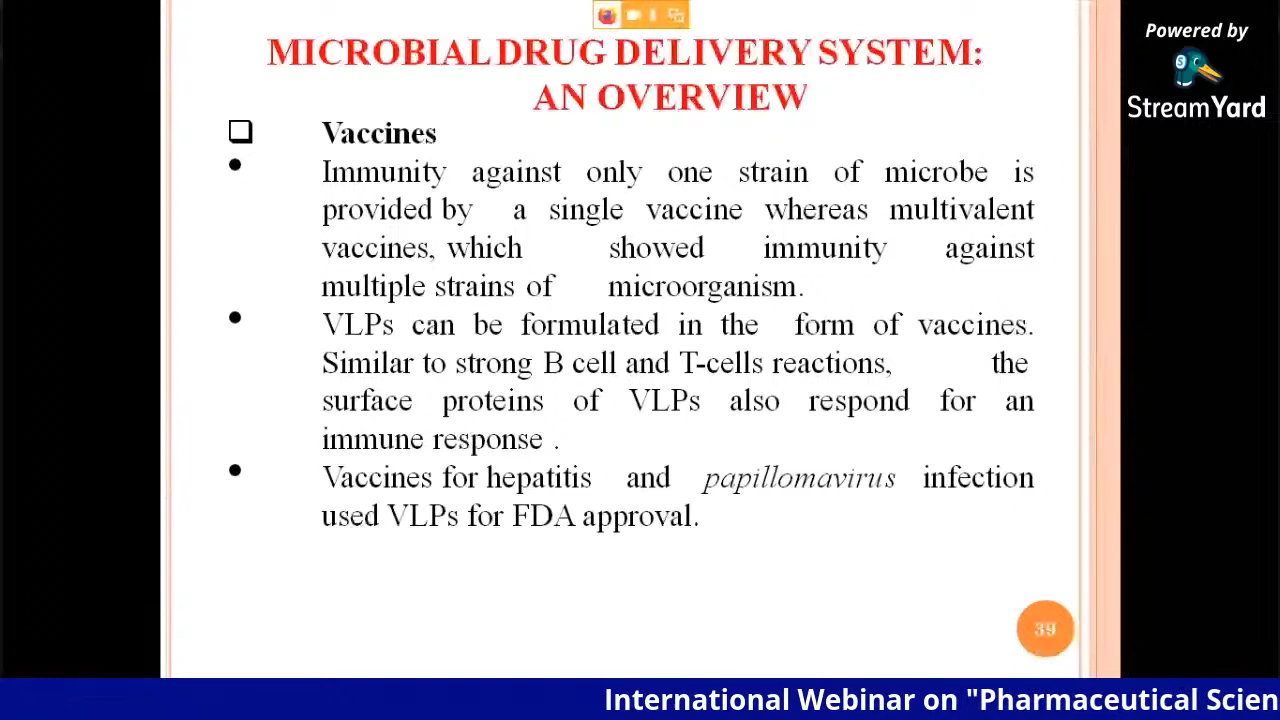 MICROBIAL DRUG DELIVERY SYSTEM:
AN OVERVIEW
Vaccines
Immunity against only one strain of microbe is
provided by a single vaccine whereas multivalent
vaccines, which showed immunity against
multiple strains of microorganism.
VLPs can be formulated in the form of vaccines.
Similar to strong B cell and T-cells reactions, the
surface proteins of VLPs also respond for an
immune response .
Vaccines for hepatitis and papillomavirus infection
used VLPs for FDA approval.
39
Powered by
StreamYard
International Webinar on "Pharmaceutical Scien